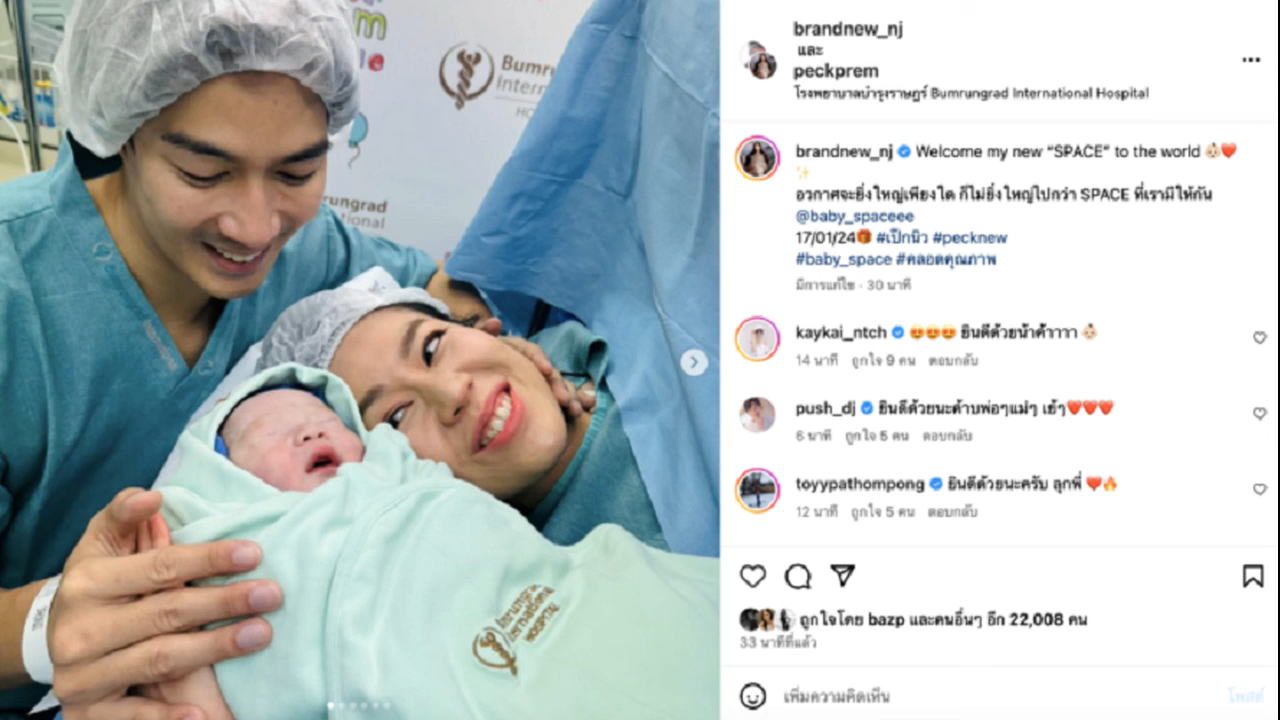 Bumru
Intern
HO
rungrad
national
brandnew_nj
และ
peckprem
โรงพยาบาลบำรุงราษฎร์ Bumrungrad International Hospital
brandnew_nj Welcome my new “SPACE” to the world 👶🏻❤️
✨
อวกาศจะยิ่งใหญ่เพียงใด ก็ไม่ยิ่งใหญ่ไปกว่า SPACE ที่เรามีให้กัน
@baby_spaceee
17/01/24🎁 #เป๊กนิว #pecknew
#baby_space #คลอดคุณภาพ
มีการแก้ไข · 30 นาที
kaykai_ntch 😍😍😍 ยินดีด้วยน้าค้าาาา 👶🏻
14 นาที ถูกใจ 9 คน ตอบกลับ
push_dj ยินดีด้วยนะค้าบพ่อๆแม่ๆ เย้ๆ❤️❤️❤️
6 นาที ถูกใจ 5 คน ตอบกลับ
toyypathompong ยินดีด้วยนะครับ ลุกพี่ ❤️🔥
12 นาที ถูกใจ 5 คน ตอบกลับ
ถูกใจโดย bazp และคนอื่นๆ อีก 22,008 คน
33 นาทีที่แล้ว
เพิ่มความคิดเห็น
โพสต์